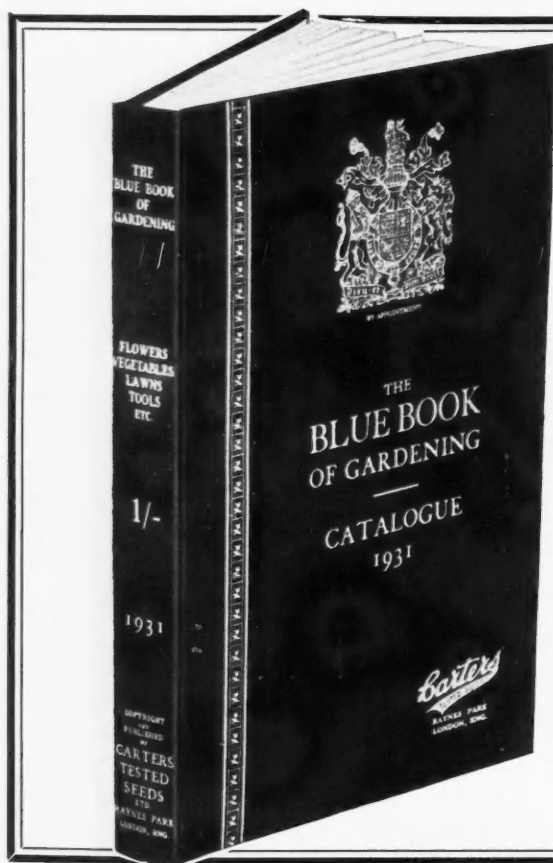 THE
BLUE BOOK
OF
GARDENING
FLOWERS
VEGETABLES
LAWNS
TOOLS
ETC.
1/-
1931
COPYRIGHT
AND
PUBLISHED
BY
CARTERS
TESTED
SEEDS
LTD.
RAYNES PARK
LONDON, ENG.
BY APPOINTMENT
THE
BLUE BOOK
OF GARDENING
CATALOGUE
1931
Carters
RAYNES PARK
LONDON, ENG.